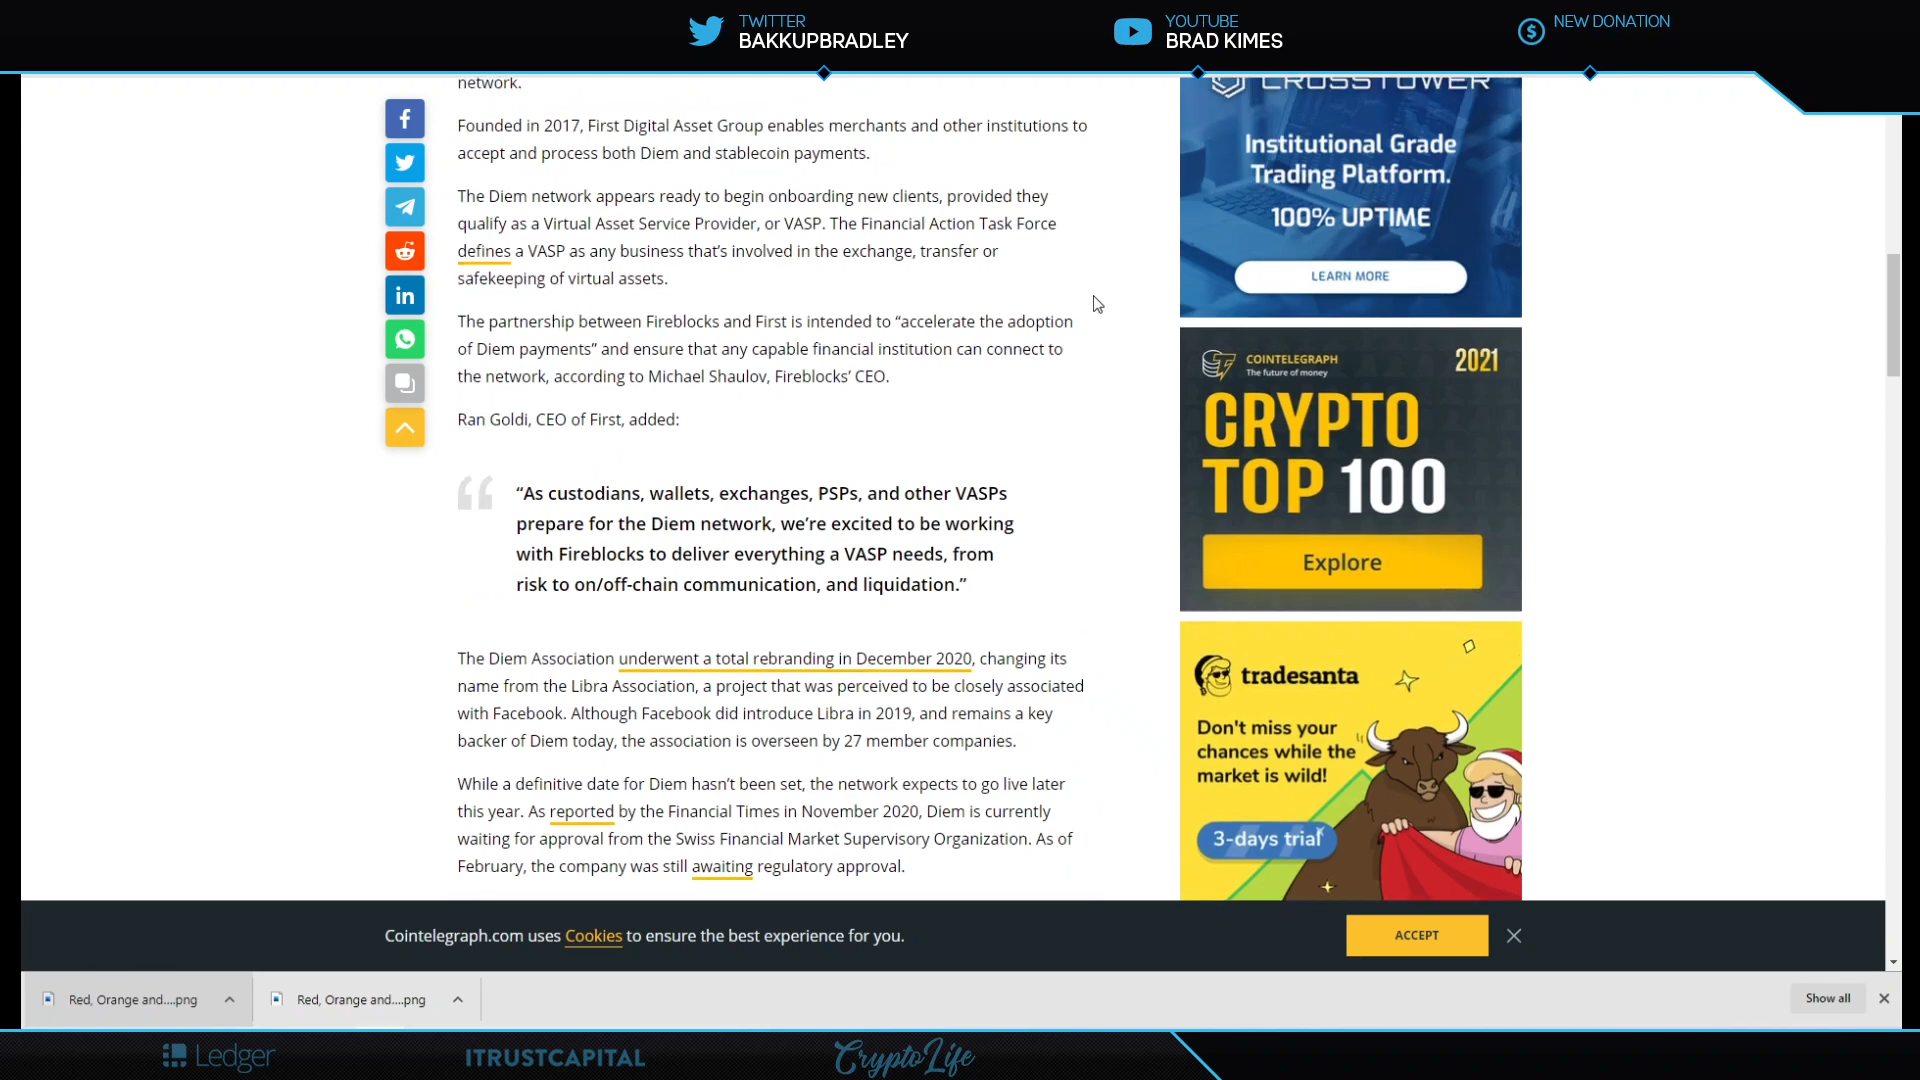 TWITTER
BAKKUPBRADLEY
YOUTUBE
BRAD KIMES
NEW DONATION
network.
Founded in 2017, First Digital Asset Group enables merchants and other institutions to
accept and process both Diem and stablecoin payments.
The Diem network appears ready to begin onboarding new clients, provided they
qualify as a Virtual Asset Service Provider, or VASP. The Financial Action Task Force
defines a VASP as any business that’s involved in the exchange, transfer or
safekeeping of virtual assets.
The partnership between Fireblocks and First is intended to “accelerate the adoption
of Diem payments” and ensure that any capable financial institution can connect to
the network, according to Michael Shaulov, Fireblocks’ CEO.
Ran Goldi, CEO of First, added:
“As custodians, wallets, exchanges, PSPs, and other VASPs
prepare for the Diem network, we’re excited to be working
with Fireblocks to deliver everything a VASP needs, from
risk to on/off-chain communication, and liquidation.”
The Diem Association underwent a total rebranding in December 2020, changing its
name from the Libra Association, a project that was perceived to be closely associated
with Facebook. Although Facebook did introduce Libra in 2019, and remains a key
backer of Diem today, the association is overseen by 27 member companies.
While a definitive date for Diem hasn’t been set, the network expects to go live later
this year. As reported by the Financial Times in November 2020, Diem is currently
waiting for approval from the Swiss Financial Market Supervisory Organization. As of
February, the company was still awaiting regulatory approval.
CROSSTOWER
Institutional Grade
Trading Platform.
100% UPTIME
LEARN MORE
COINTELEGRAPH
The future of money
2021
CRYPTO
TOP 100
Explore
tradesanta
Don't miss your
chances while the
market is wild!
3-days trial
Cointelegraph.com uses Cookies to ensure the best experience for you.
ACCEPT
Red, Orange and....png
Red, Orange and....png
Show all
Ledger
ITRUSTCAPITAL
CryptoLife